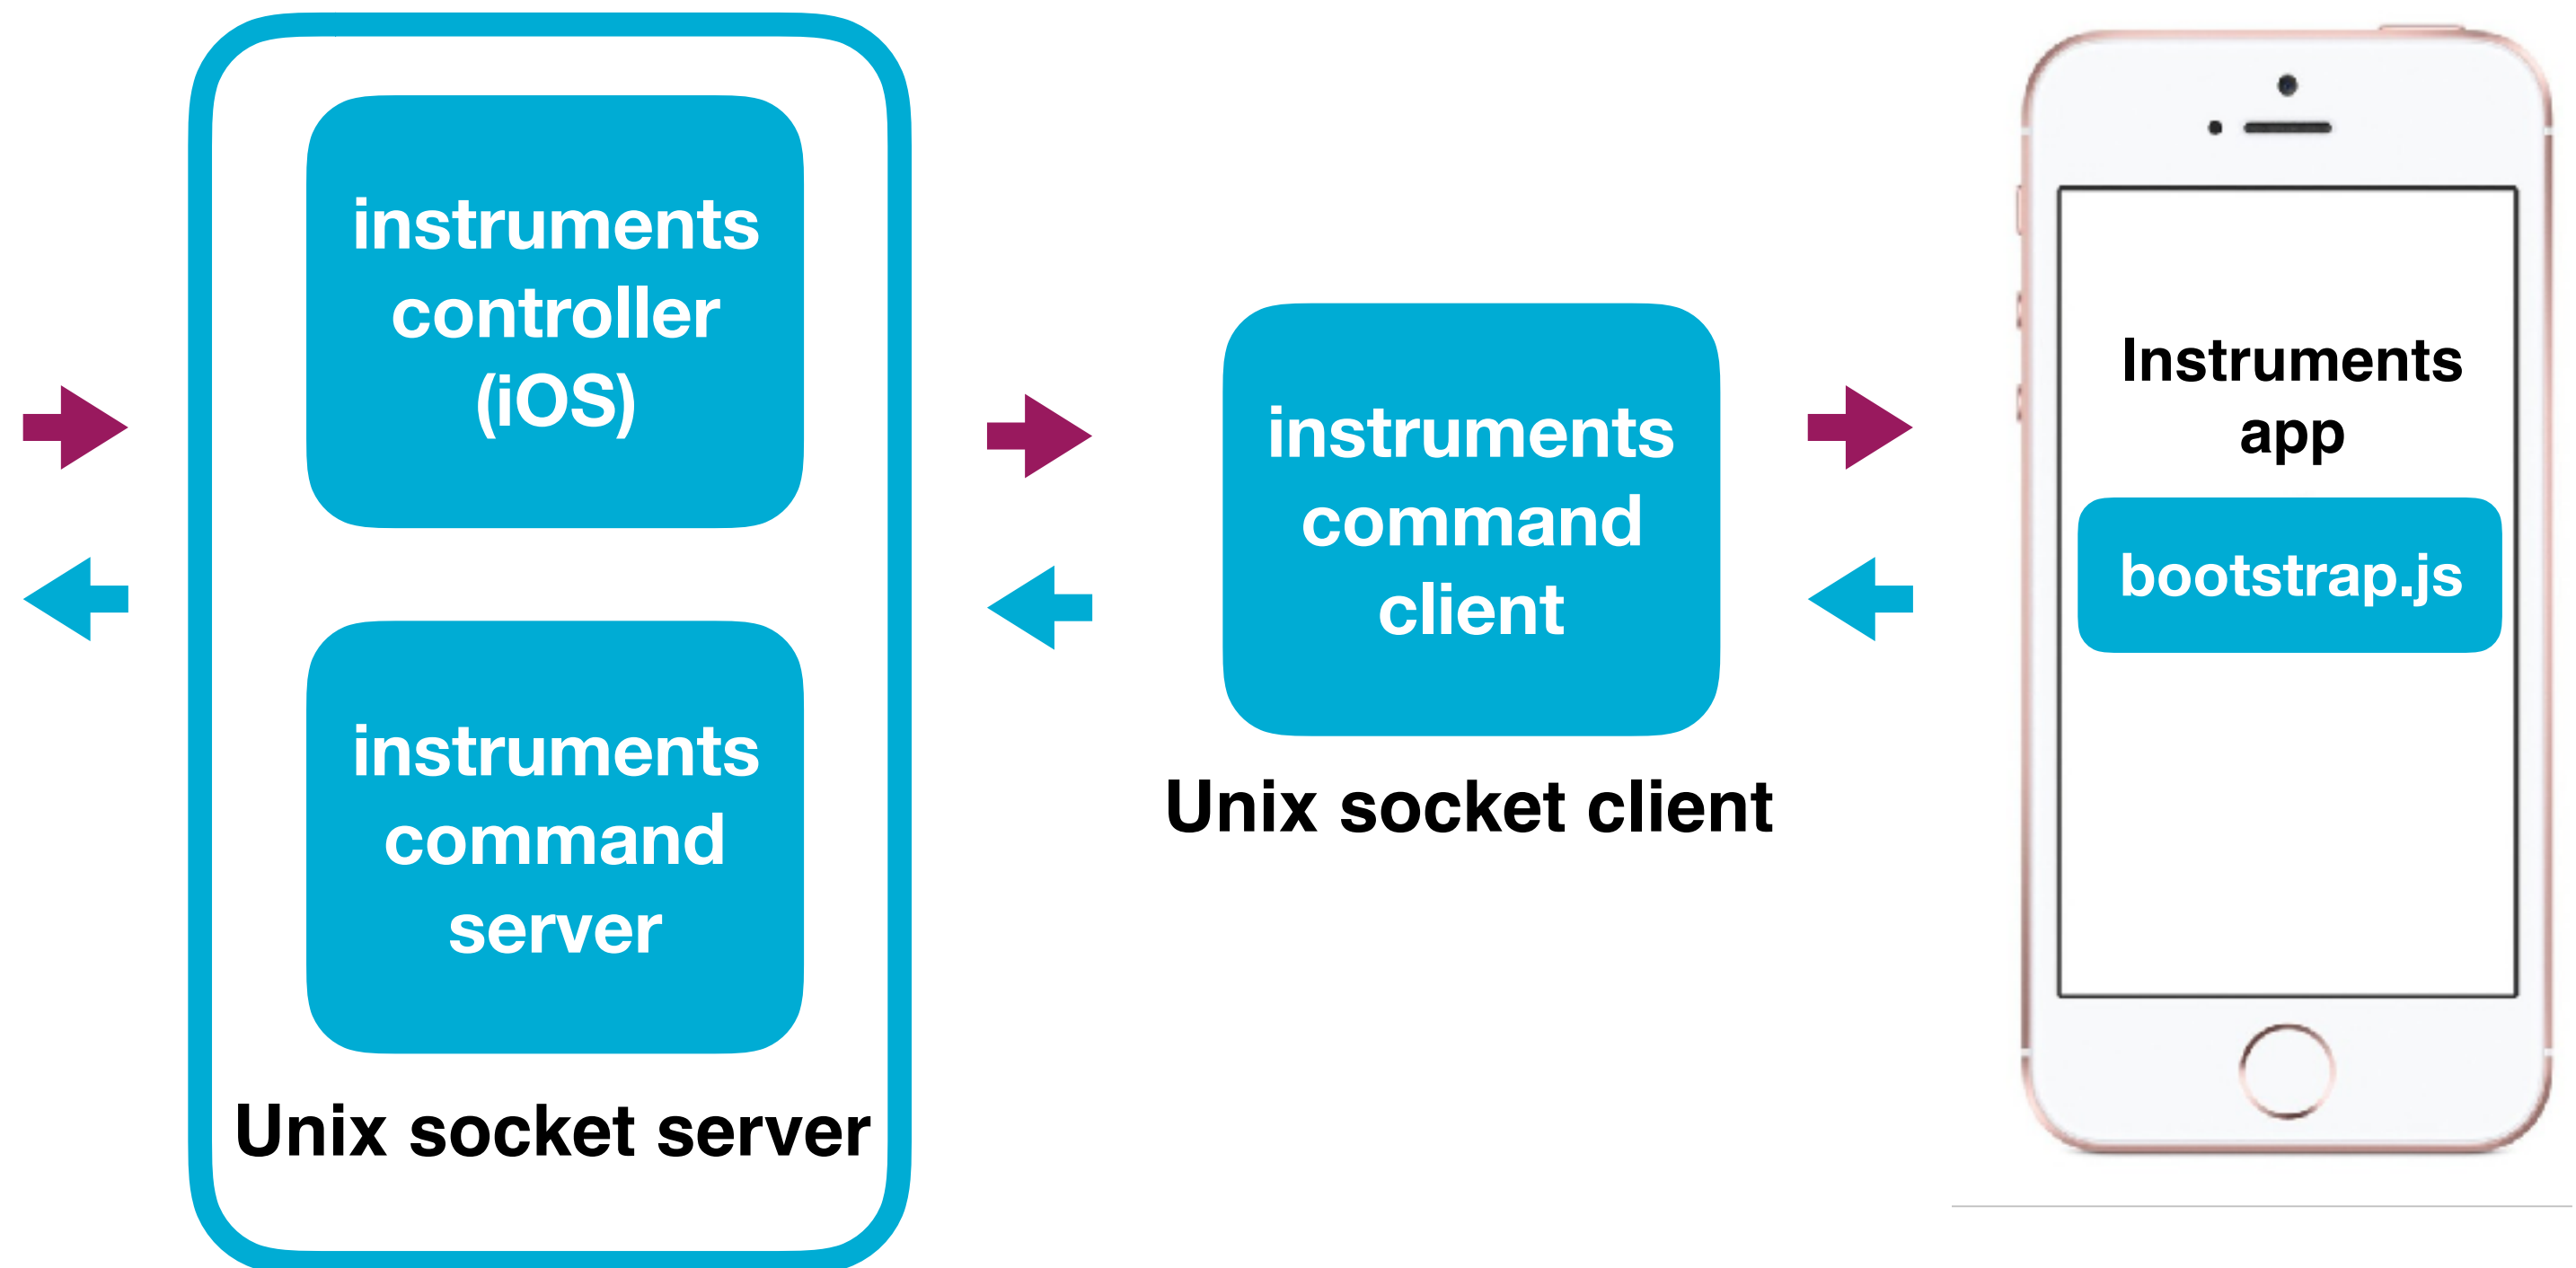 instruments
controller
(iOS)
instruments
command
server
Unix socket server
instruments
command
client
Unix socket client
Instruments
app
bootstrap.js